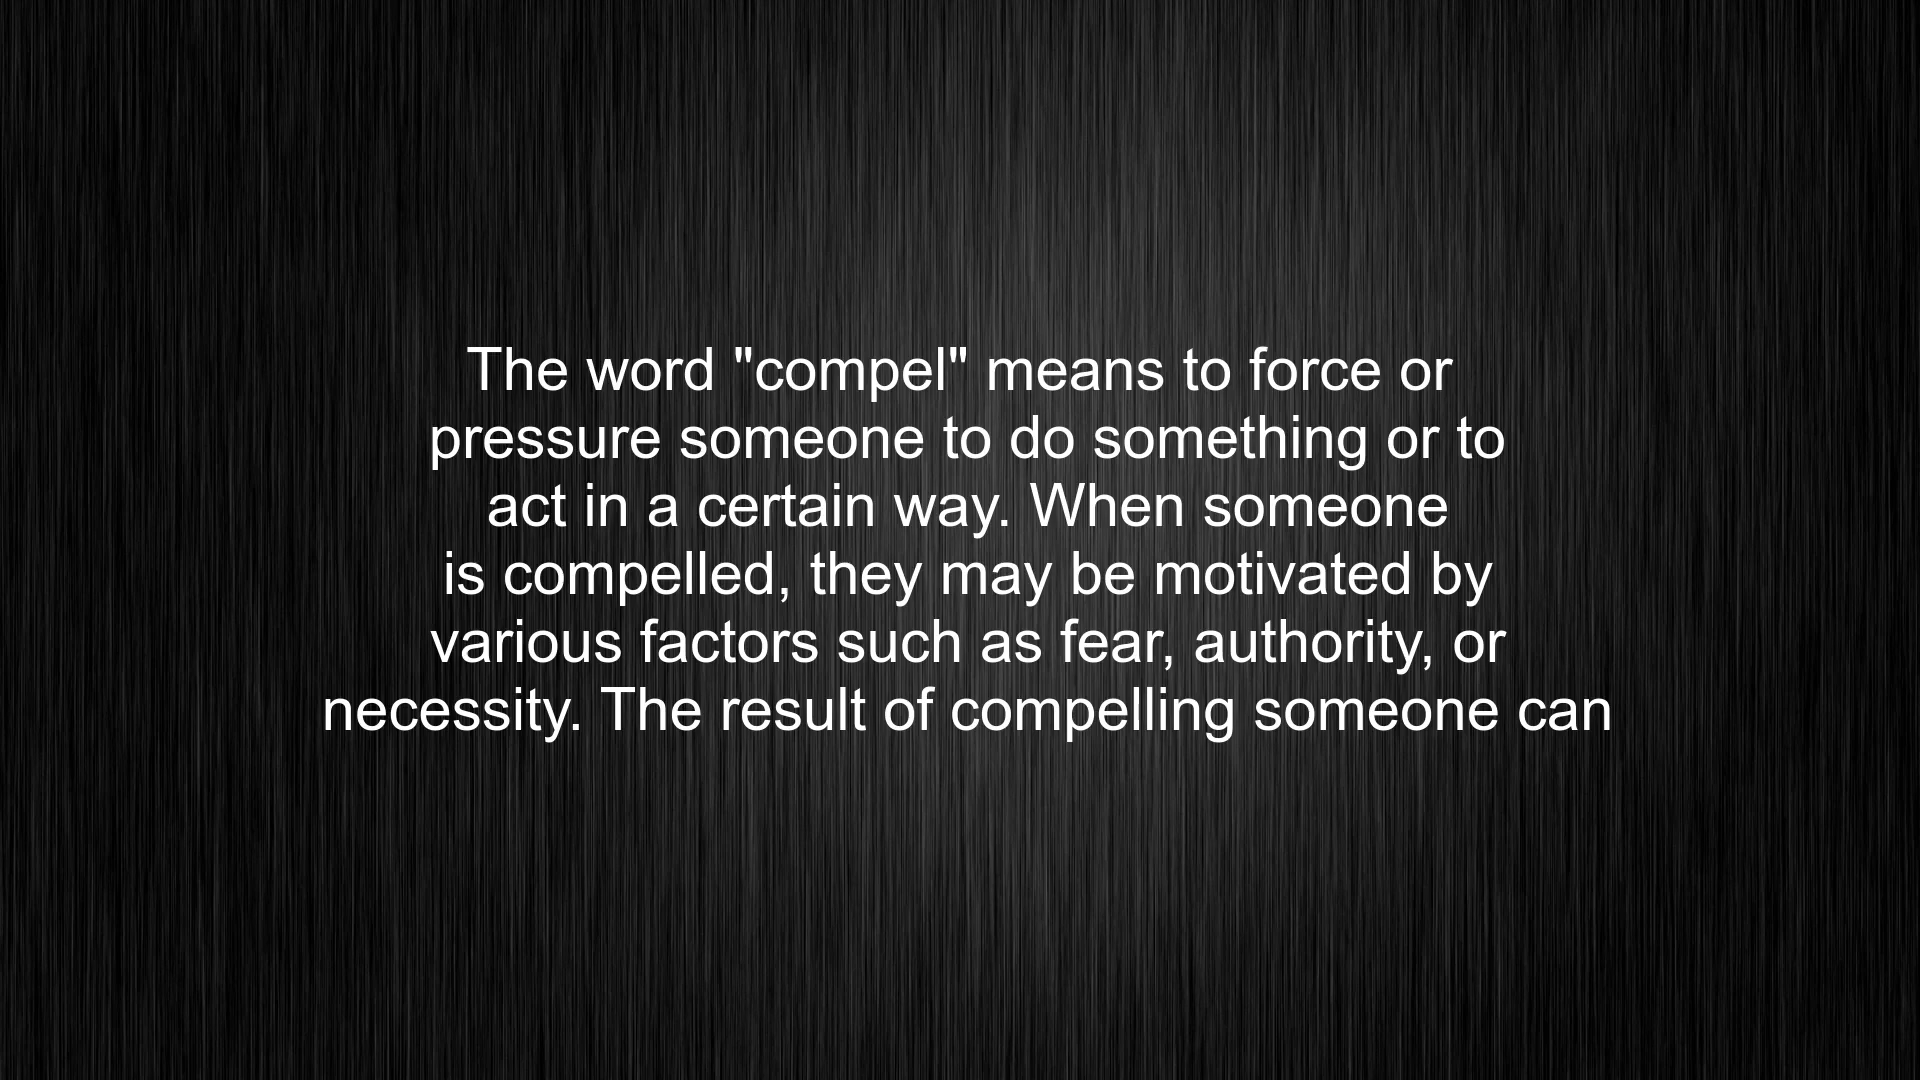 The word "compel" means to force or
pressure someone to do something or to
act in a certain way. When someone
is compelled, they may be motivated by
various factors such as fear, authority, or
necessity. The result of compelling someone can